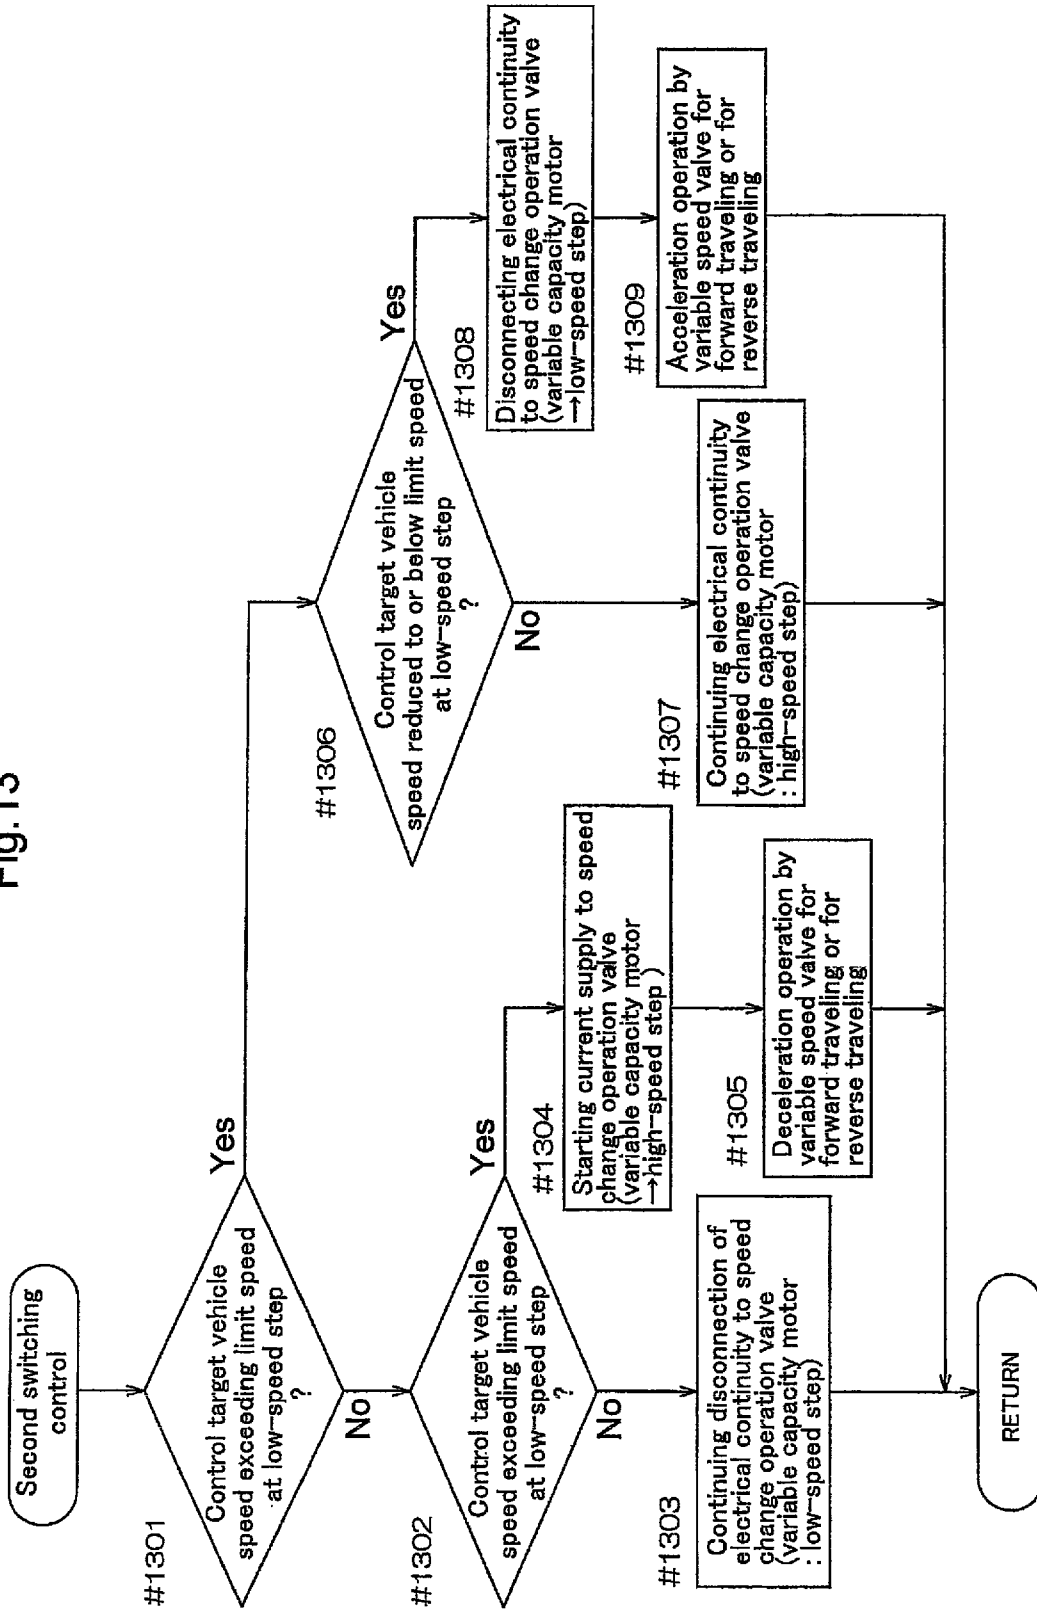 Fig.13
Second switching
control
#1301
Control target vehicle
speed exceeding limit speed
at low-speed step
?
Yes
No
#1302
Control target vehicle
speed exceeding limit speed
at low-speed step
?
Yes
No
#1303
Continuing disconnection of
electrical continuity to speed
change operation valve
(variable capacity motor
: low-speed step)
#1304
Starting current supply to speed
change operation valve
(variable capacity motor
→high-speed step )
#1305
Deceleration operation by
variable speed valve for
forward traveling or for
reverse traveling
#1306
Control target vehicle
speed reduced to or below limit speed
at low-speed step
?
Yes
No
#1307
Continuing electrical continuity
to speed change operation valve
(variable capacity motor
: high-speed step)
#1308
Disconnecting electrical continuity
to speed change operation valve
(variable capacity motor
→low-speed step)
#1309
Acceleration operation by
variable speed valve for
forward traveling or for
reverse traveling
RETURN